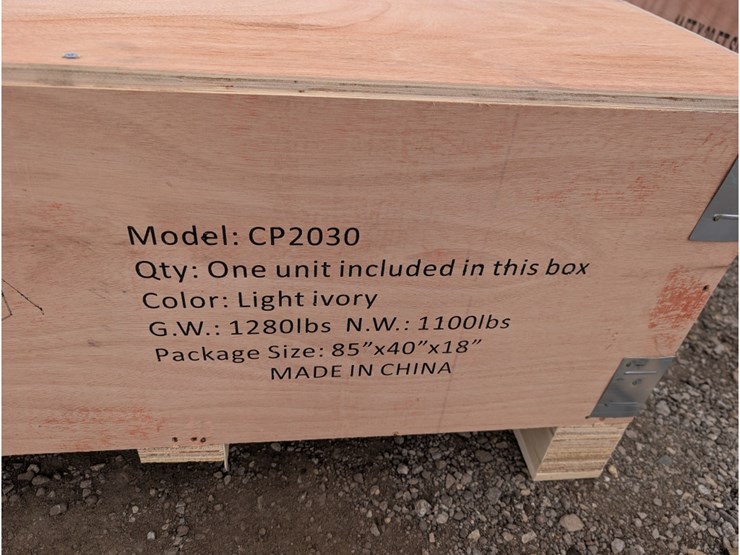 Model: CP2030
Qty: One unit included in this box
Color: Light ivory
G.W.: 1280lbs N.W.: 1100lbs
Package Size: 85”x40”x18”
MADE IN CHINA